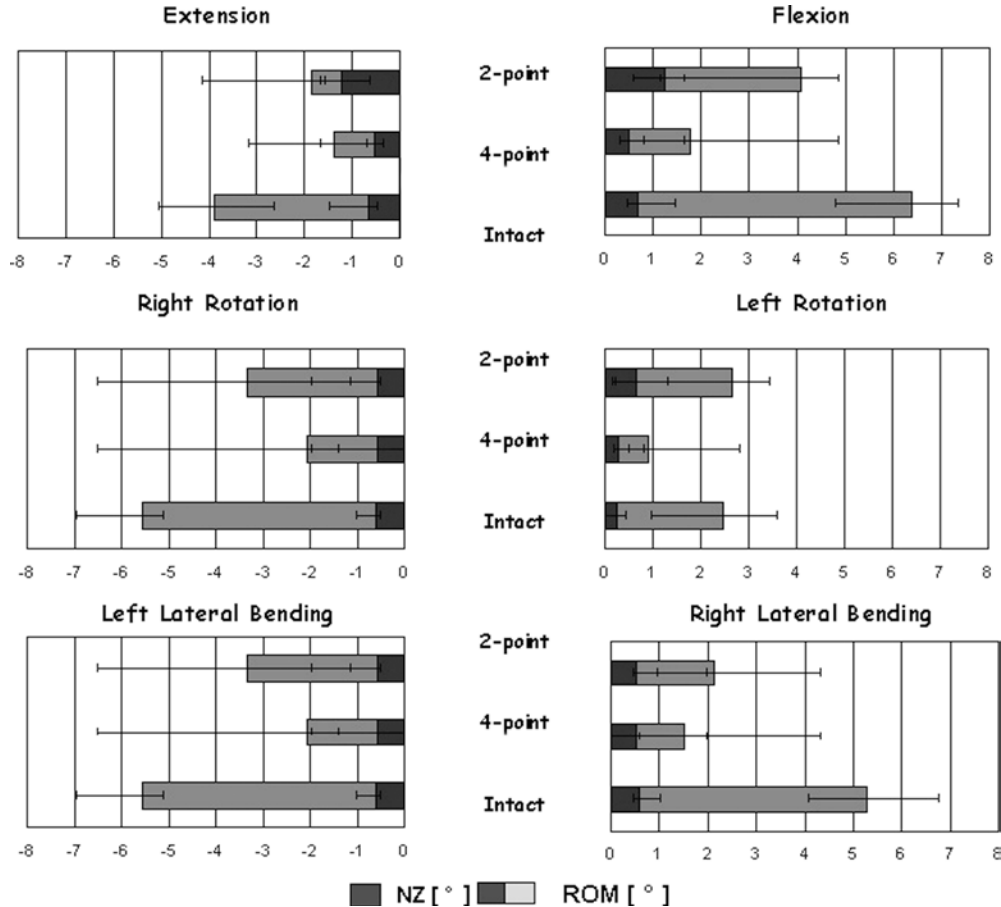 Extension Flexion
2-point
4-point
Intact
-8 -7 -6 -5 -4 -3 -2 -1 0 0 1 2 3 4 5 6 7 8
Right Rotation Left Rotation
2-point
4-point
Intact
-8 -7 -6 -5 -4 -3 -2 -1 0 0 1 2 3 4 5 6 7 8
Left Lateral Bending Right Lateral Bending
2-point
4-point
Intact
-8 -7 -6 -5 -4 -3 -2 -1 0 0 1 2 3 4 5 6 7 8
NZ [ ° ] ROM [ ° ]